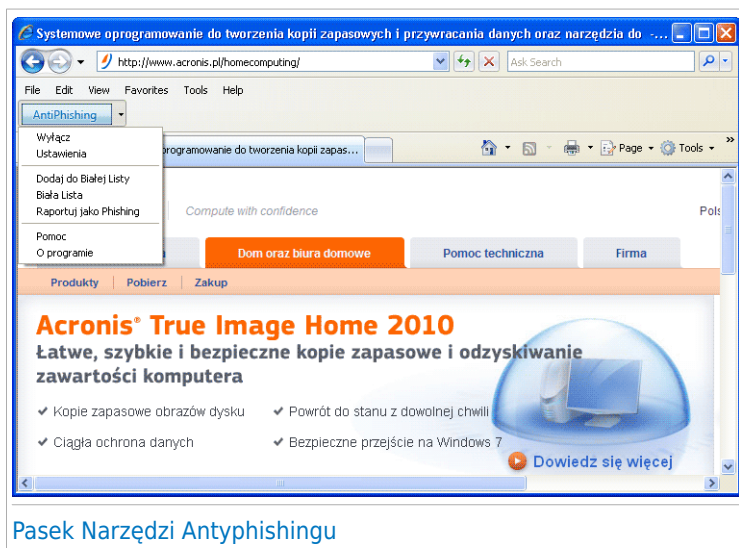 Systemowe oprogramowanie do tworzenia kopii zapasowych i przywracania danych oraz narzędzia do -...
http://www.acronis.pl/homecomputing/
Ask Search
File Edit View Favorites Tools Help
AntiPhishing
Wyłącz
Ustawienia
Dodaj do Białej Listy
Biała Lista
Raportuj jako Phishing
Pomoc
O programie
oprogramowanie do tworzenia kopii zapas...
Page Tools »
Compute with confidence
Dom oraz biura domowe Pomoc techniczna Firma
Produkty Pobierz Zakup
Acronis® True Image Home 2010
Łatwe, szybkie i bezpieczne kopie zapasowe i odzyskiwanie
zawartości komputera
Kopie zapasowe obrazów dysku Powrót do stanu z dowolnej chwili
Ciągła ochrona danych Bezpieczne przejście na Windows 7
Dowiedz się więcej
Pasek Narzędzi Antyphishingu